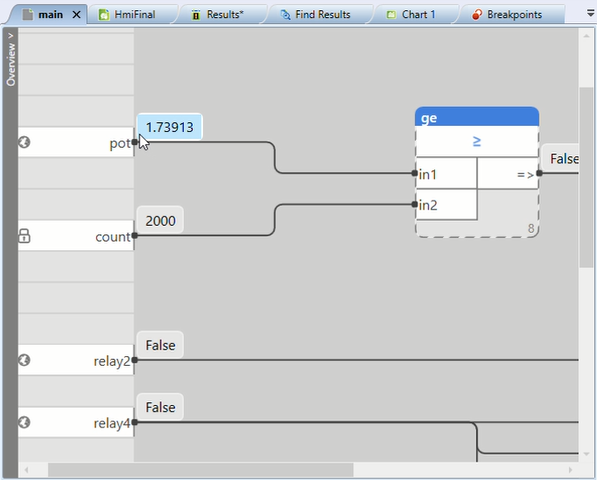 main
HmiFinal
Results*
Find Results
Chart 1
Breakpoints
Overview
1.73913
ge
≥
pot
in1
=>
False
2000
in2
count
8
False
relay2
False
relay4